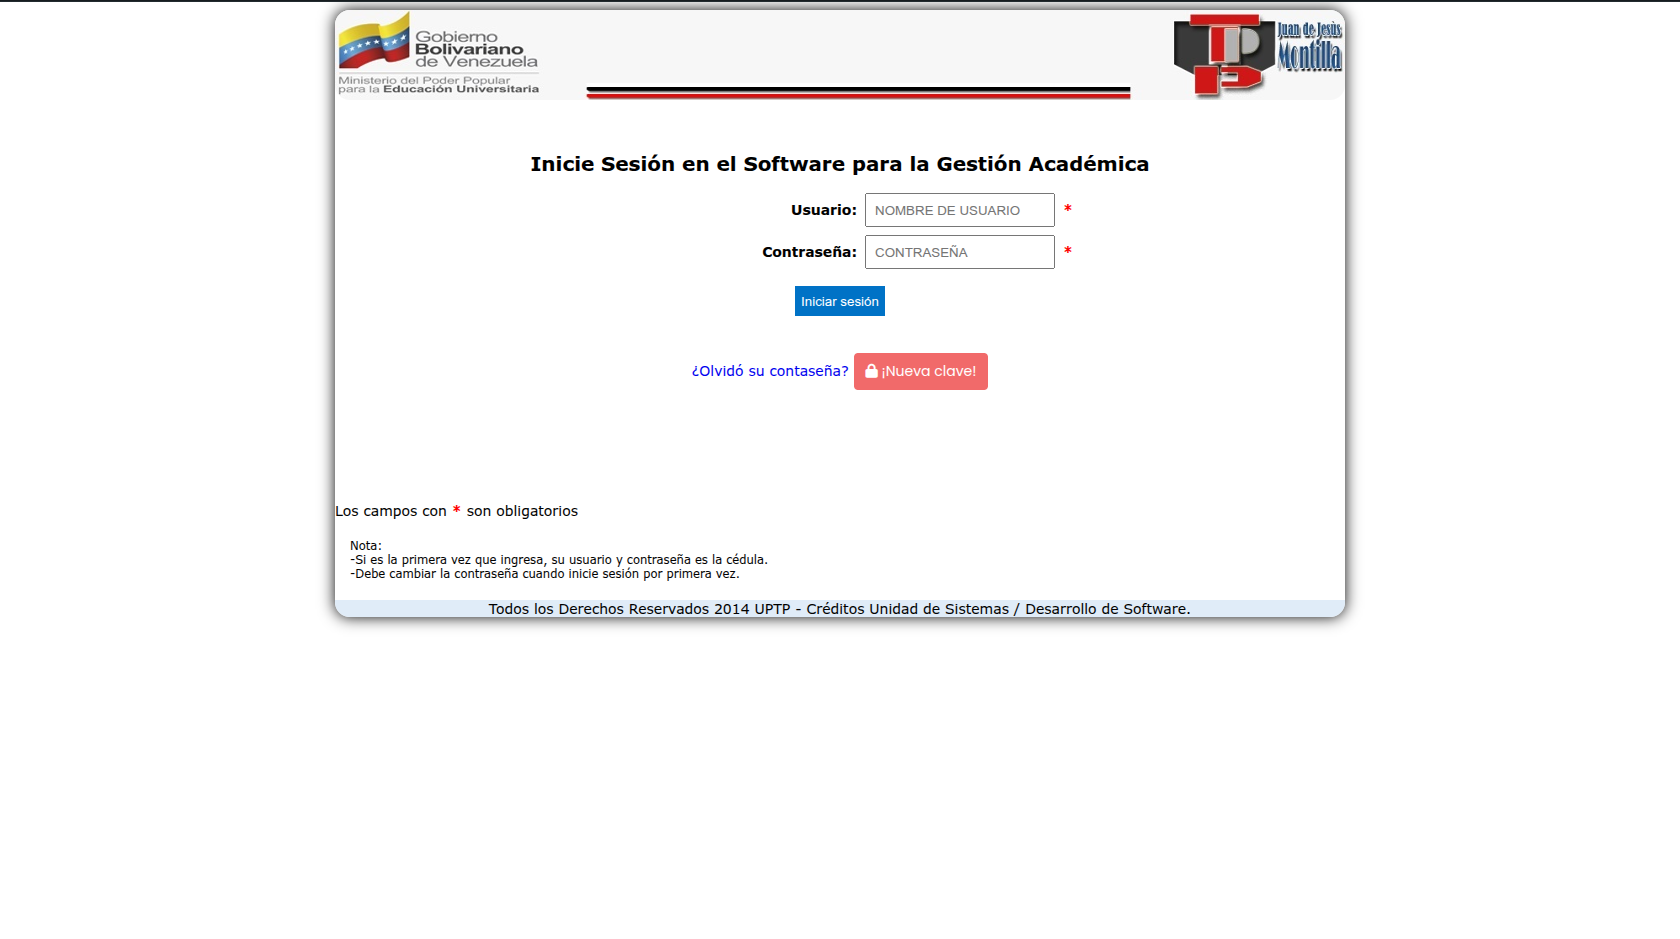 Gobierno
Bolivariano
de Venezuela
Ministerio del Poder Popular
para la Educación Universitaria
Juan de Jesús
Montilla
Inicie Sesión en el Software para la Gestión Académica
Usuario: NOMBRE DE USUARIO *
Contraseña: CONTRASEÑA *
Iniciar sesión
¿Olvidó su contaseña? ¡Nueva clave!
Los campos con * son obligatorios
Nota:
-Si es la primera vez que ingresa, su usuario y contraseña es la cédula.
-Debe cambiar la contraseña cuando inicie sesión por primera vez.
Todos los Derechos Reservados 2014 UPTP - Créditos Unidad de Sistemas / Desarrollo de Software.